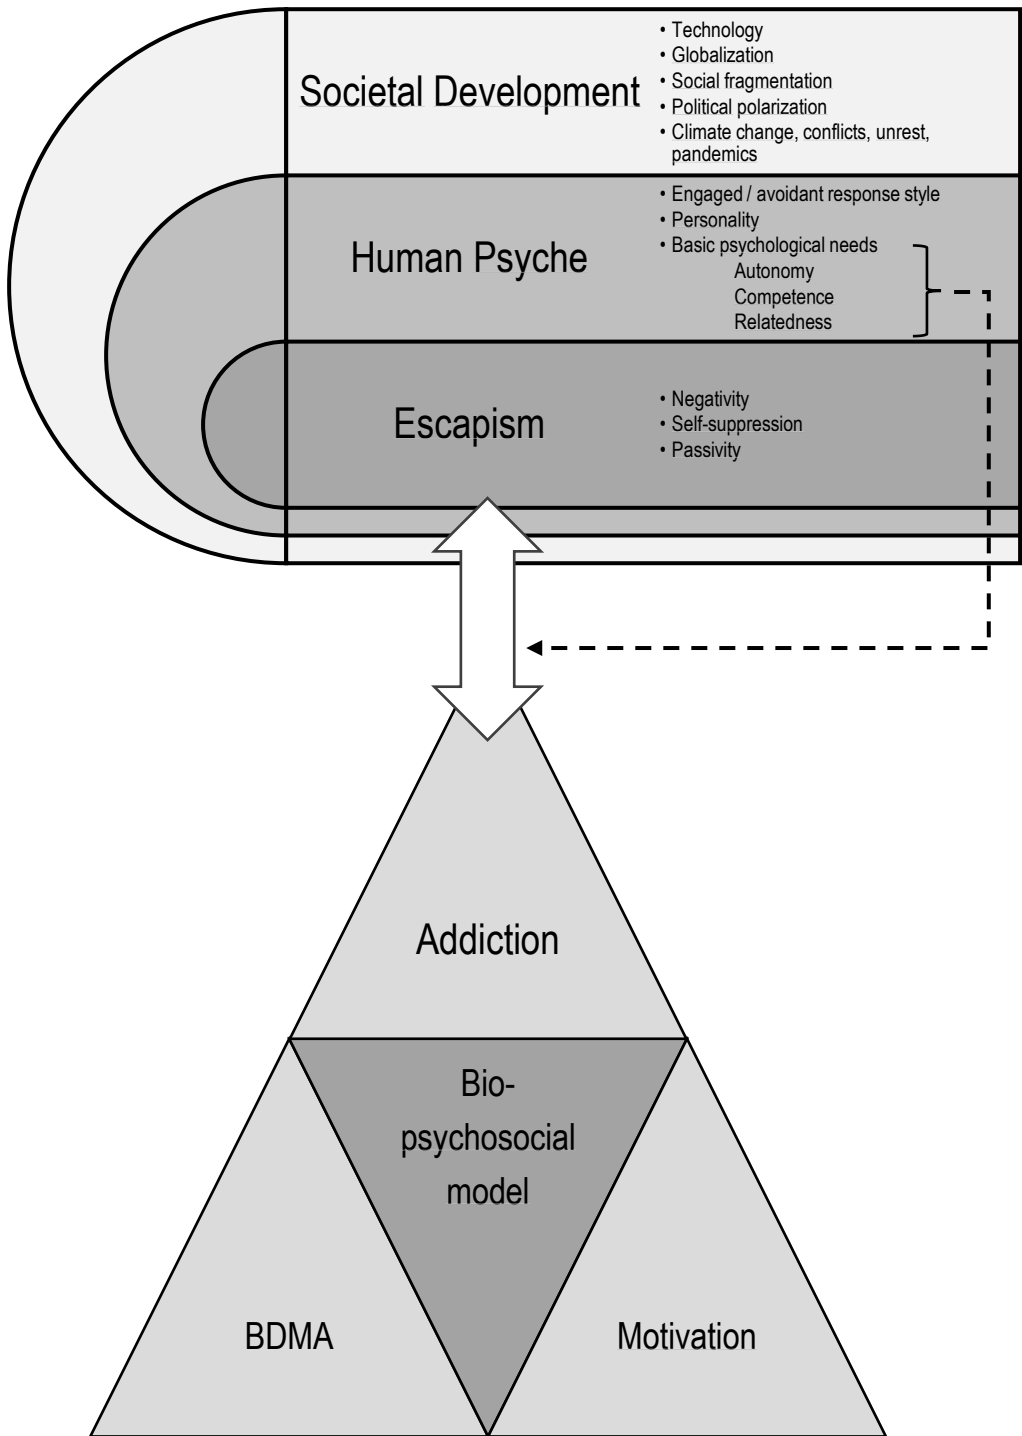 Societal Development
• Technology
• Globalization
• Social fragmentation
• Political polarization
• Climate change, conflicts, unrest,
pandemics
Human Psyche
• Engaged / avoidant response style
• Personality
• Basic psychological needs
Autonomy
Competence
Relatedness
Escapism
• Negativity
• Self-suppression
• Passivity
Addiction
Bio-
psychosocial
model
BDMA
Motivation